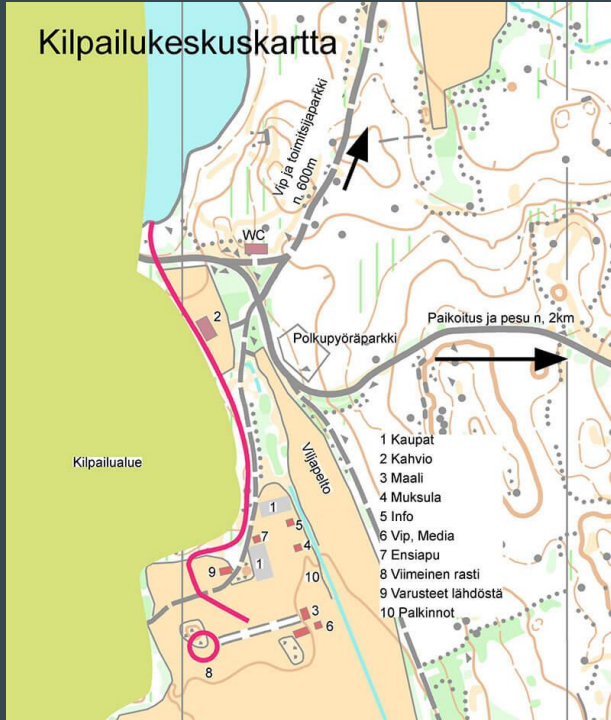 Kilpailukeskuskartta
Vip ja toimitsijaparkki
n, 600m
WC
2
Paikoitus ja pesu n, 2km
Polkupyöräparkki
Viljapelto
Kilpailualue
1
5
7
4
1
9
10
3
6
8
1 Kaupat
2 Kahvio
3 Maali
4 Muksula
5 Info
6 Vip, Media
7 Ensiapu
8 Viimeinen rasti
9 Varusteet lähdöstä
10 Palkinnot